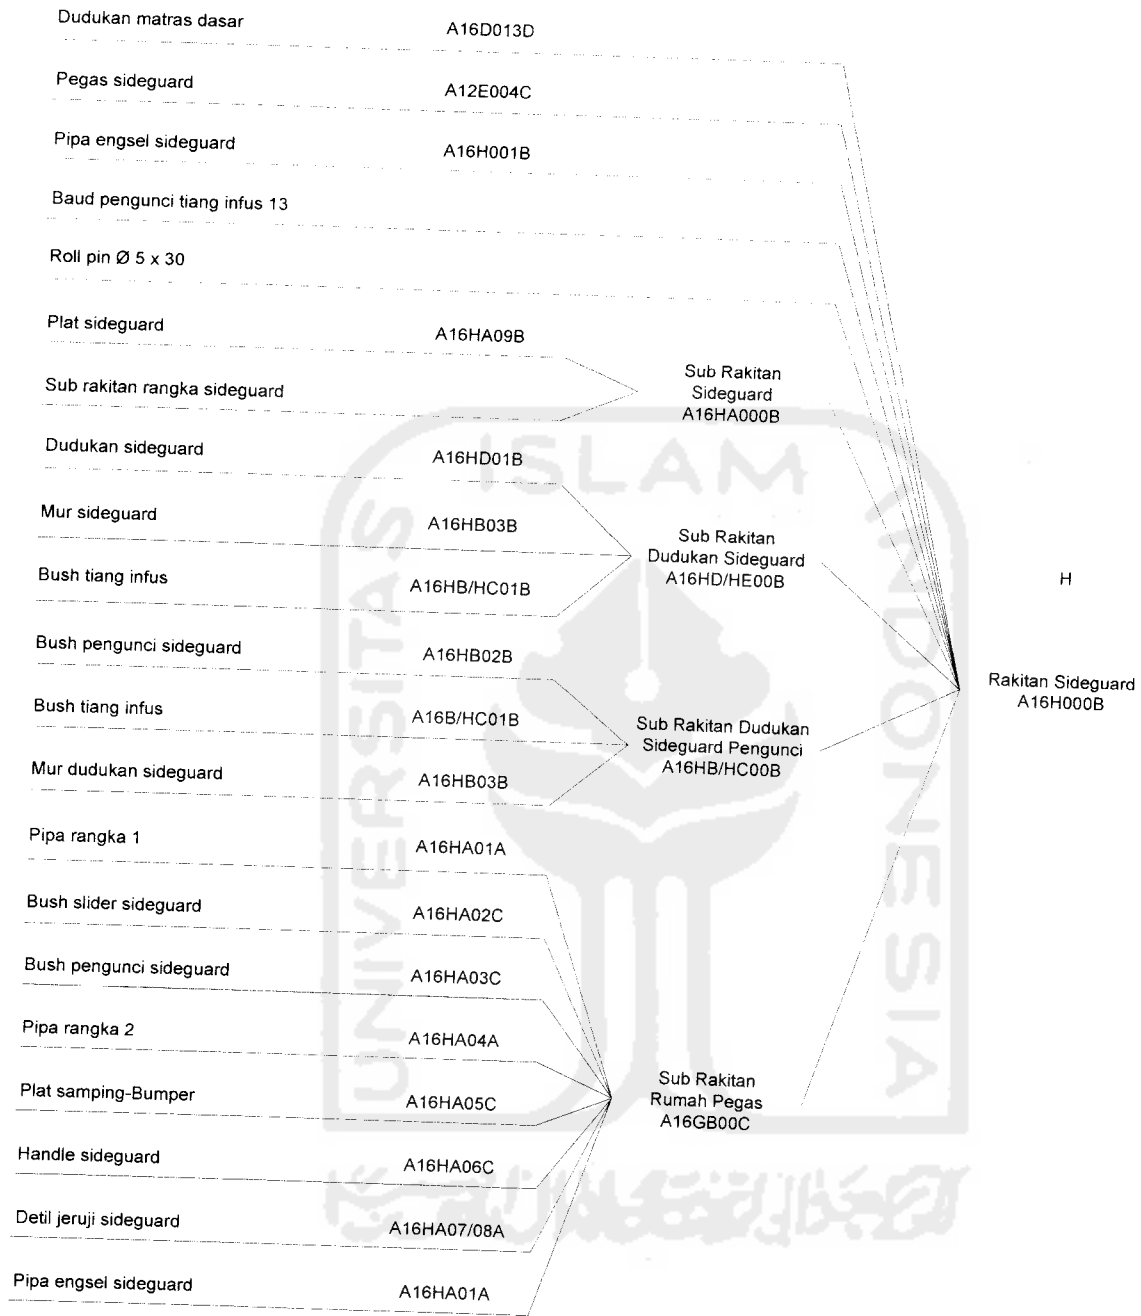 Dudukan matras dasar A16D013D
Pegas sideguard A12E004C
Pipa engsel sideguard A16H001B
Baud pengunci tiang infus 13
Roll pin Ø 5 x 30
Plat sideguard A16HA09B
Sub rakitan rangka sideguard
Sub Rakitan
Sideguard
A16HA000B
Dudukan sideguard A16HD01B
Mur sideguard A16HB03B
Bush tiang infus A16HB/HC01B
Sub Rakitan
Dudukan Sideguard
A16HD/HE00B
H
Bush pengunci sideguard A16HB02B
Bush tiang infus A16B/HC01B
Mur dudukan sideguard A16HB03B
Sub Rakitan Dudukan
Sideguard Pengunci
A16HB/HC00B
Rakitan Sideguard
A16H000B
Pipa rangka 1 A16HA01A
Bush slider sideguard A16HA02C
Bush pengunci sideguard A16HA03C
Pipa rangka 2 A16HA04A
Plat samping-Bumper A16HA05C
Handle sideguard A16HA06C
Detil jeruji sideguard A16HA07/08A
Pipa engsel sideguard A16HA01A
Sub Rakitan
Rumah Pegas
A16GB00C
UNIVERSITAS
ISLAM
INDONESIA